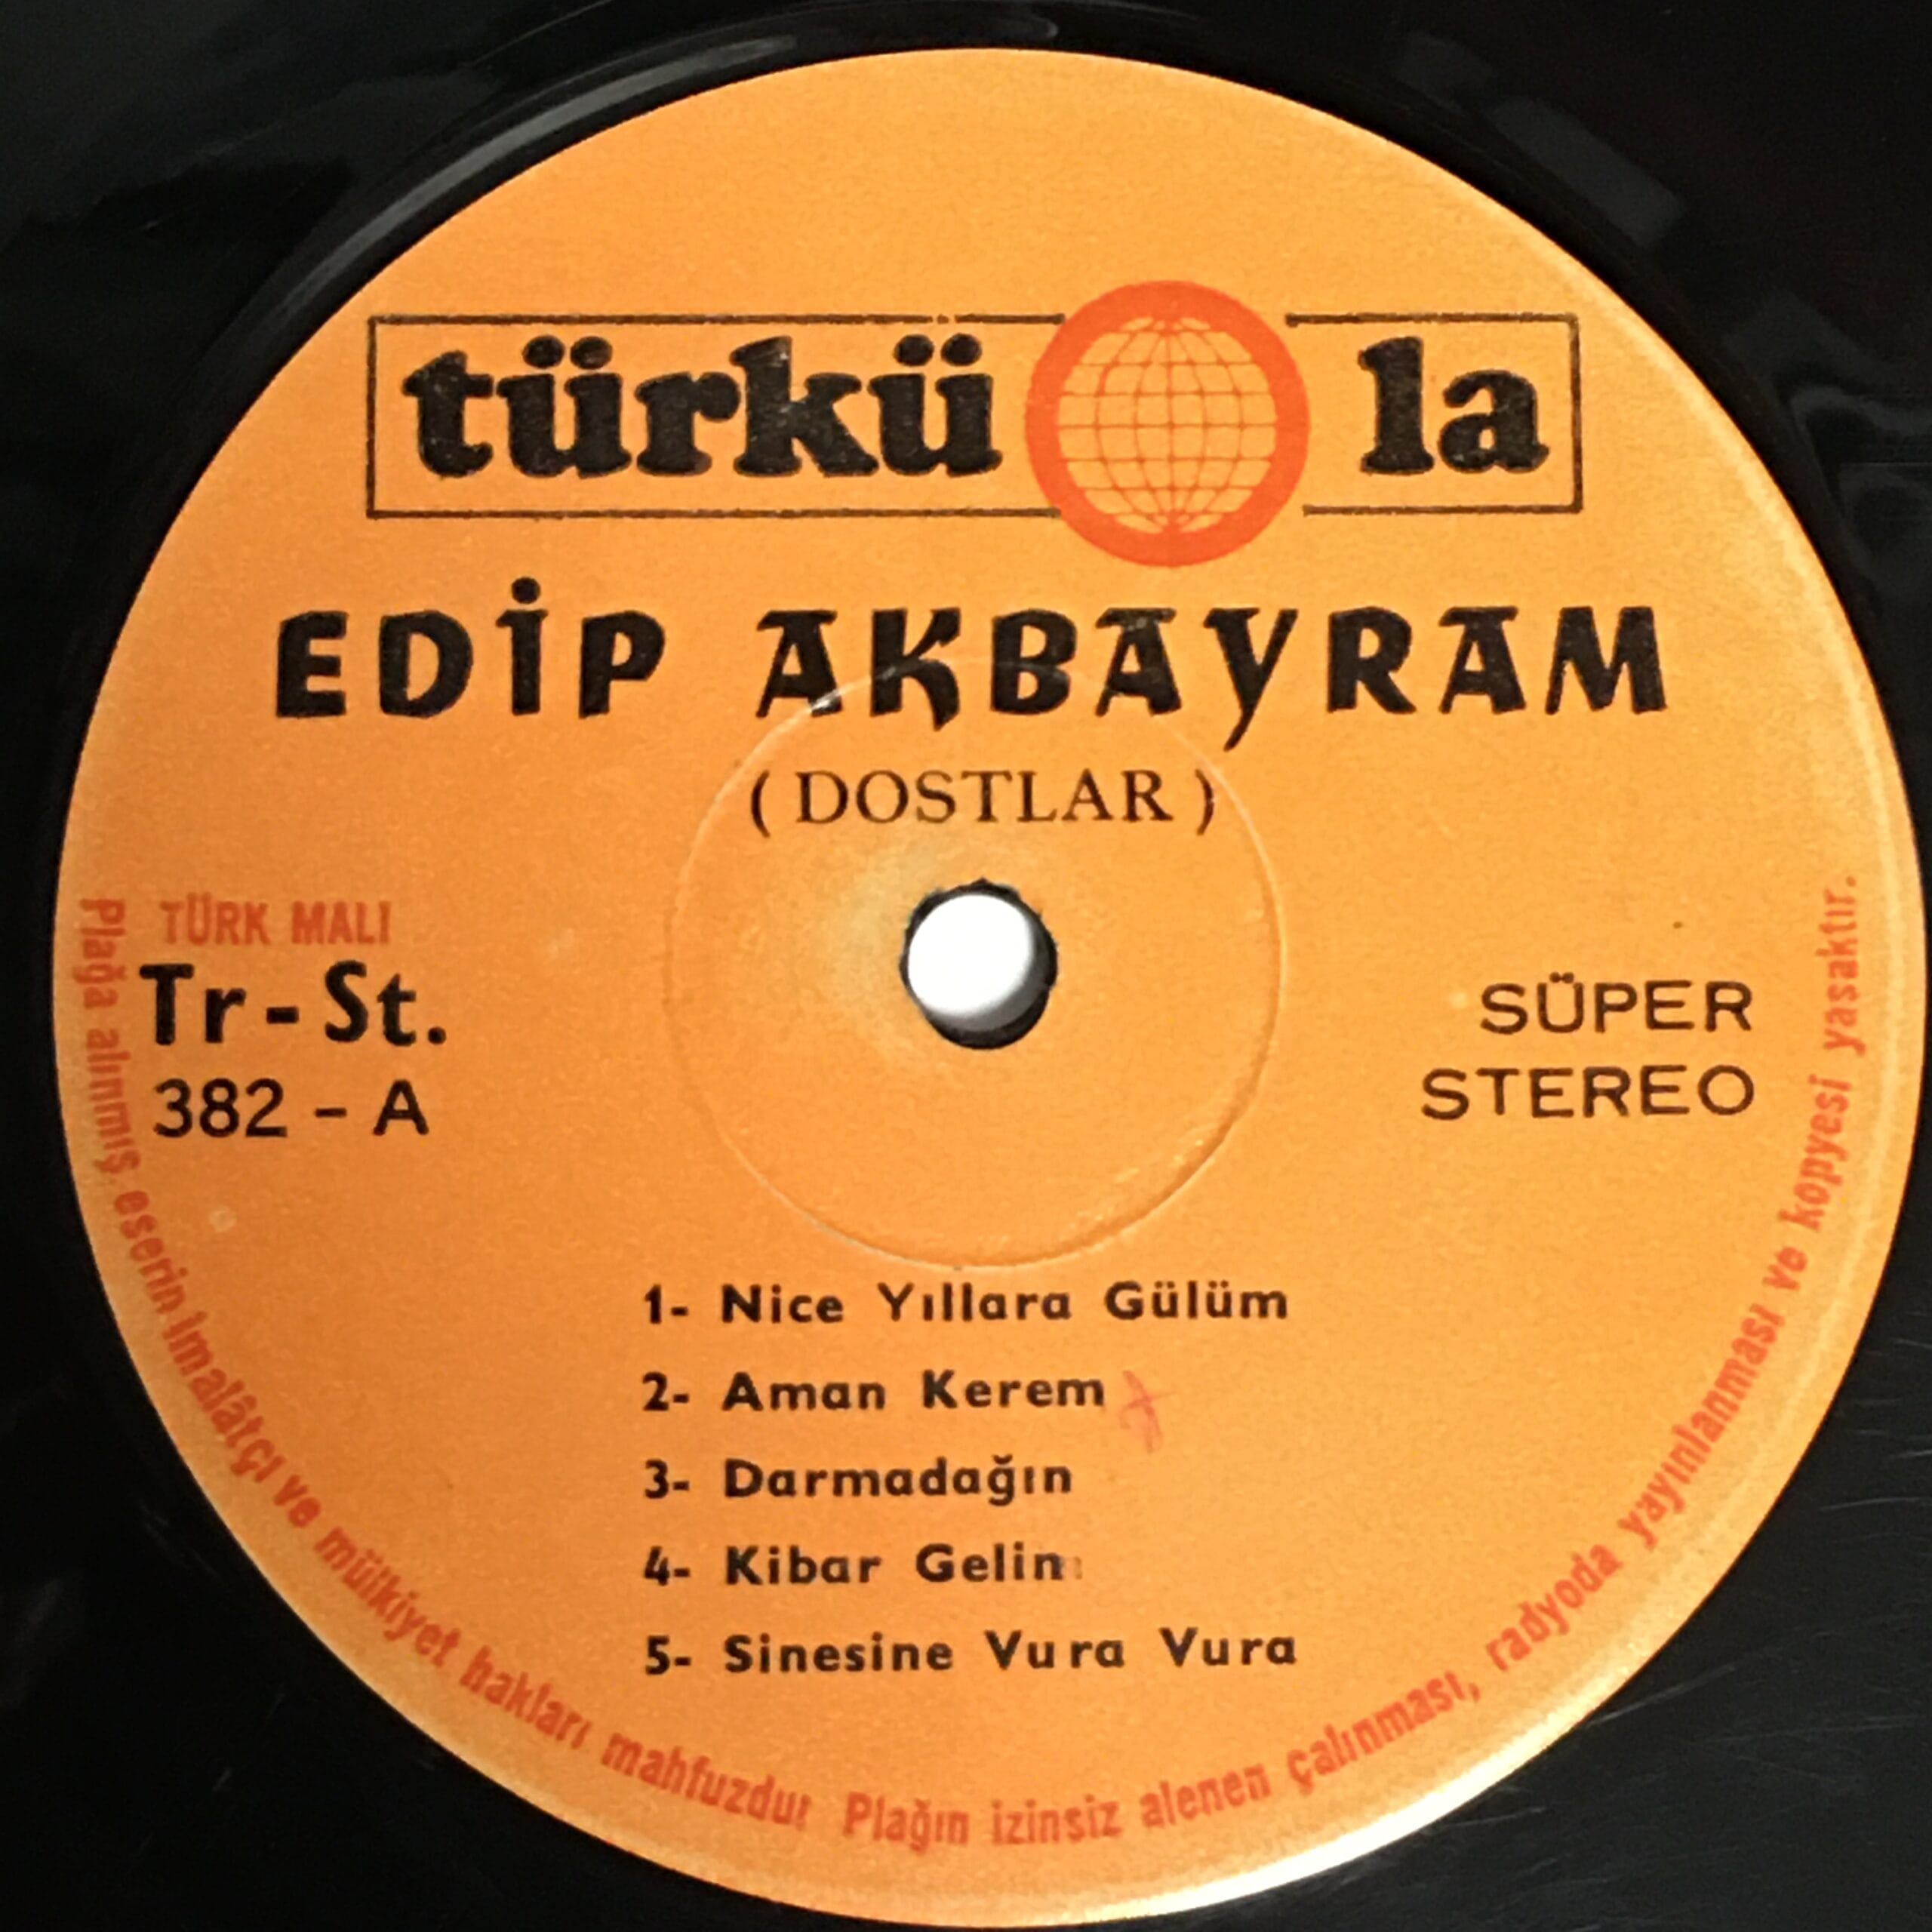 türkü la
EDİP AKBAYRAM
( DOSTLAR )
TÜRK MALI
Tr - St.
382 - A
SÜPER
STEREO
1- Nice Yıllara Gülüm
2- Aman Kerem
3- Darmadağın
4- Kibar Gelin
5- Sinesine Vura Vura
Plağa alınmış eserin imalâtçı ve mülkiyet hakları mahfuzdur Plağın izinsiz alenen çalınması, radyoda yayınlanması ve kopyesi yasaktır.